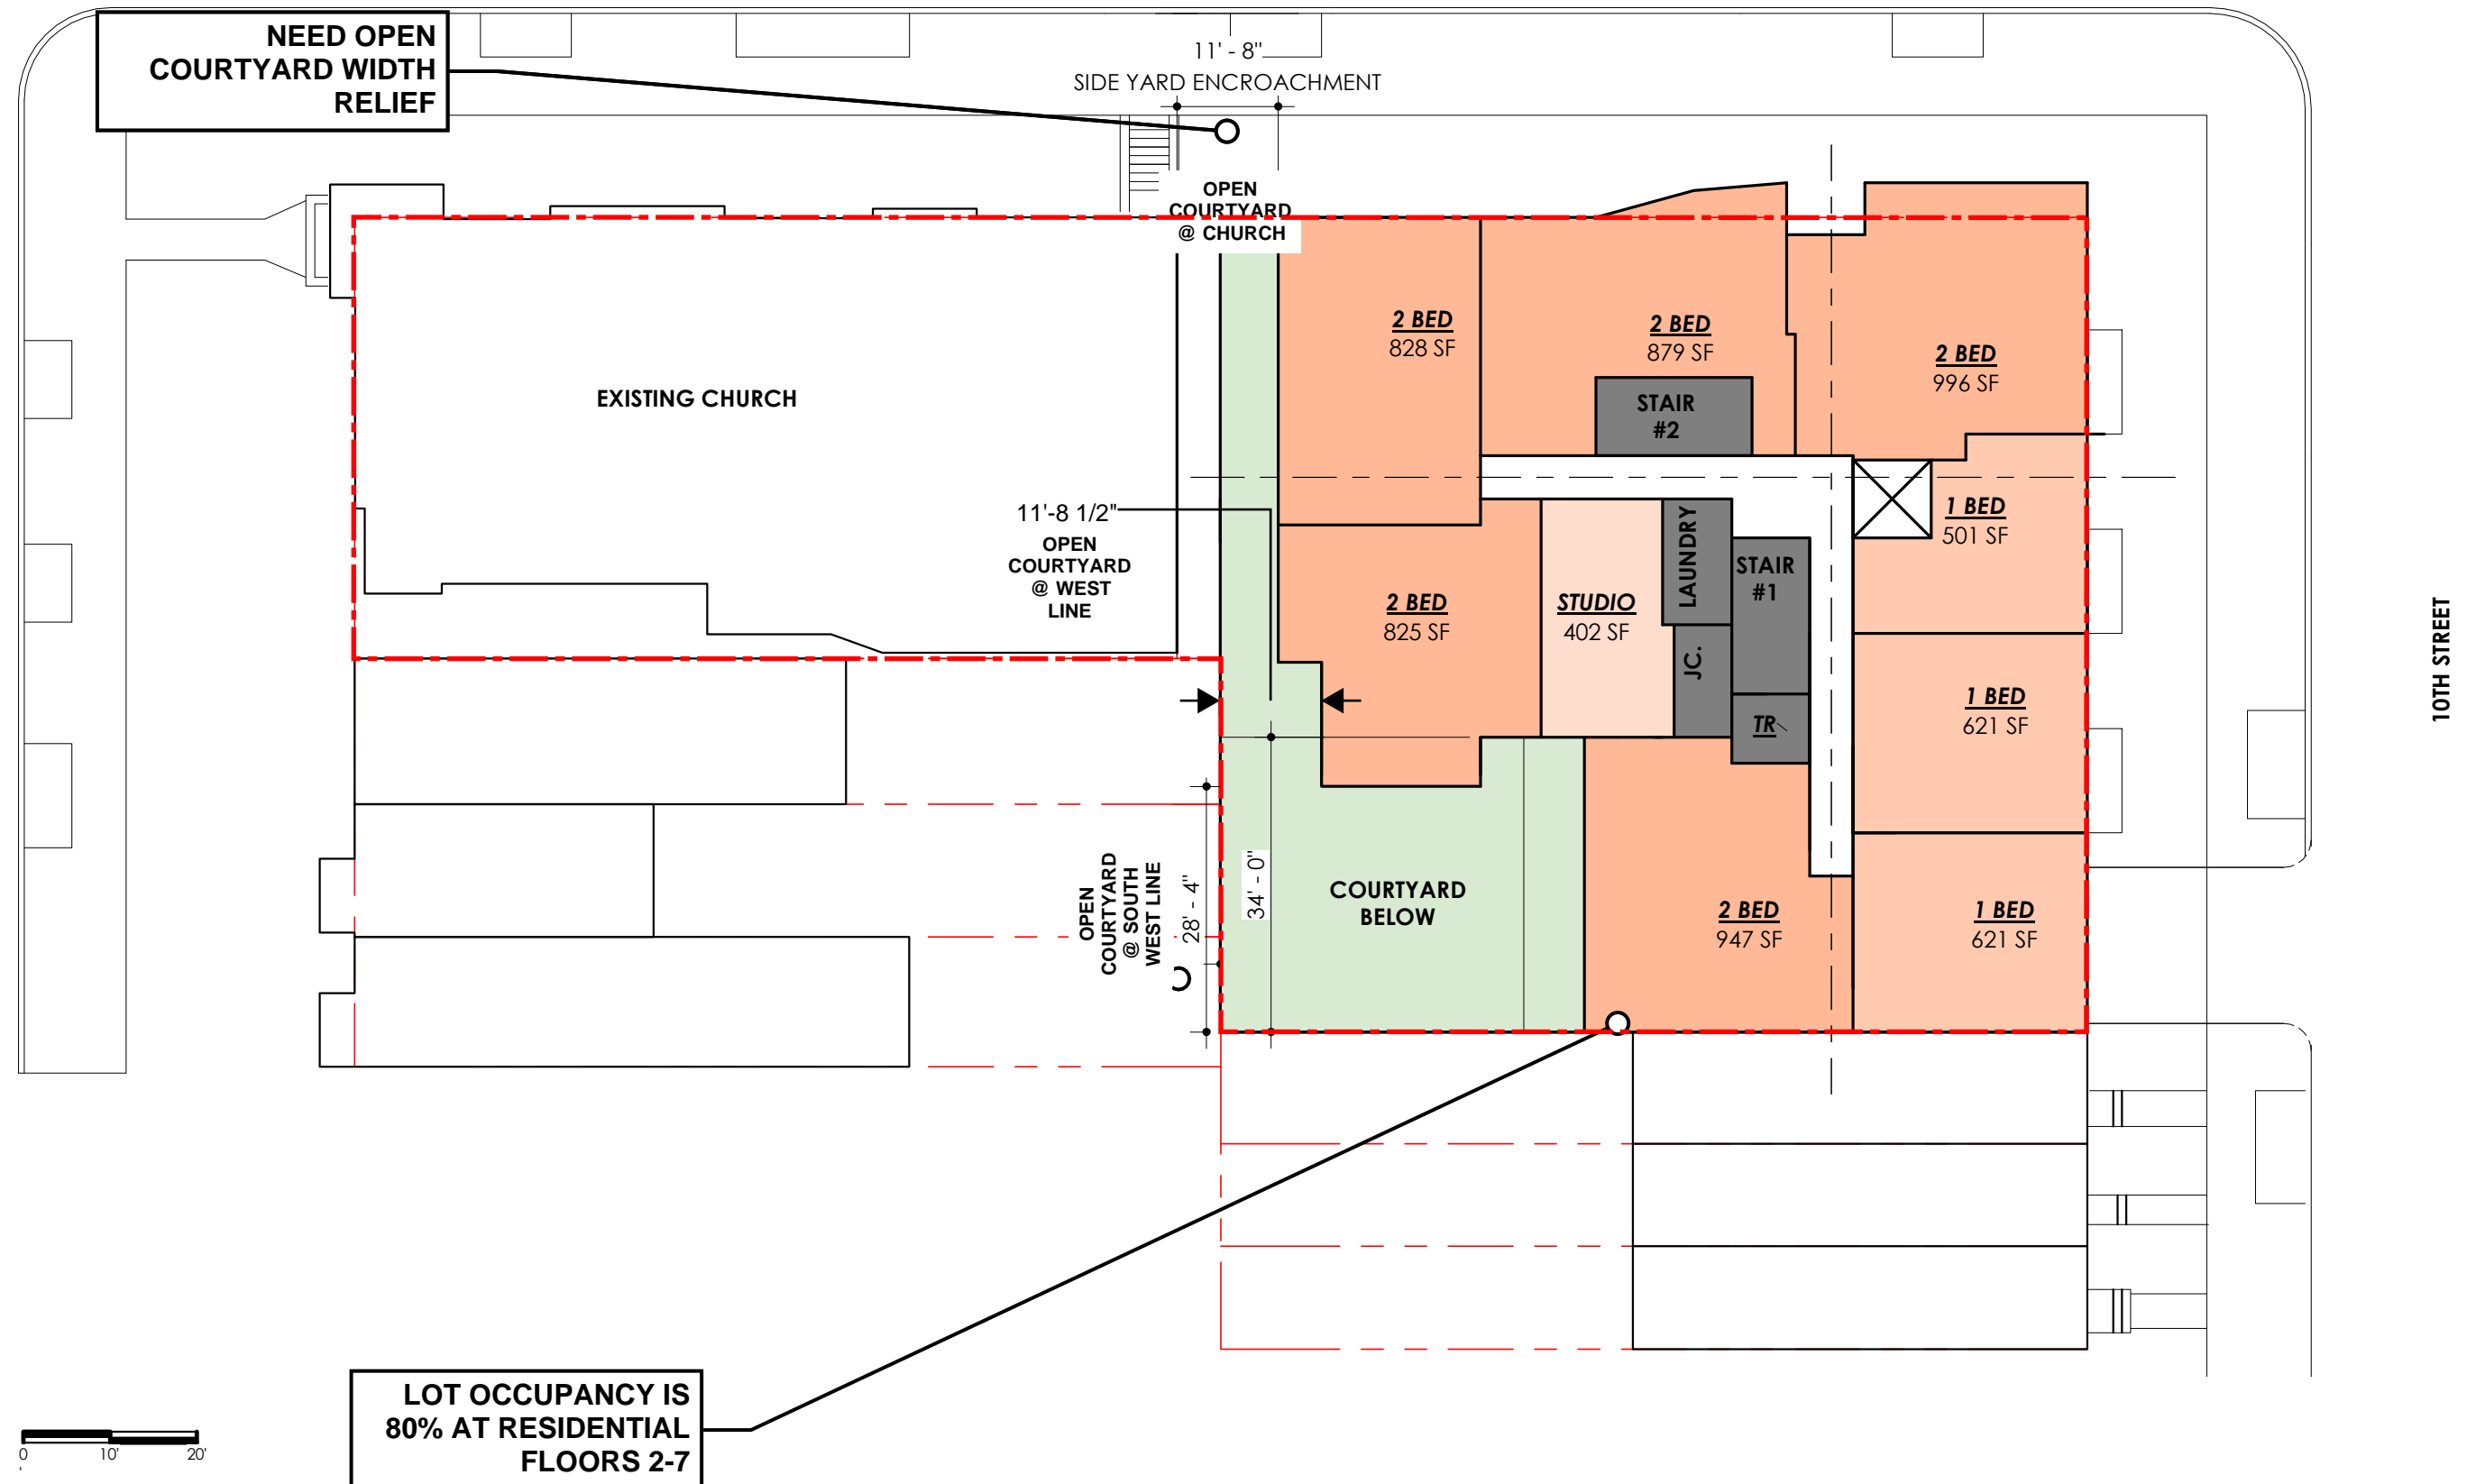 NEED OPEN
COURTYARD WIDTH
RELIEF
11' - 8"
SIDE YARD ENCROACHMENT
OPEN
COURTYARD
@ CHURCH
2 BED
828 SF
2 BED
879 SF
2 BED
996 SF
EXISTING CHURCH
STAIR
#2
11'-8 1/2"
OPEN
COURTYARD
@ WEST
LINE
1 BED
501 SF
LAUNDRY
STAIR
#1
2 BED
825 SF
STUDIO
402 SF
JC.
TR
1 BED
621 SF
10TH STREET
OPEN
COURTYARD
@ SOUTH
WEST LINE
28' - 4"
34' - 0"
COURTYARD
BELOW
2 BED
947 SF
1 BED
621 SF
LOT OCCUPANCY IS
80% AT RESIDENTIAL
FLOORS 2-7
0 10' 20'